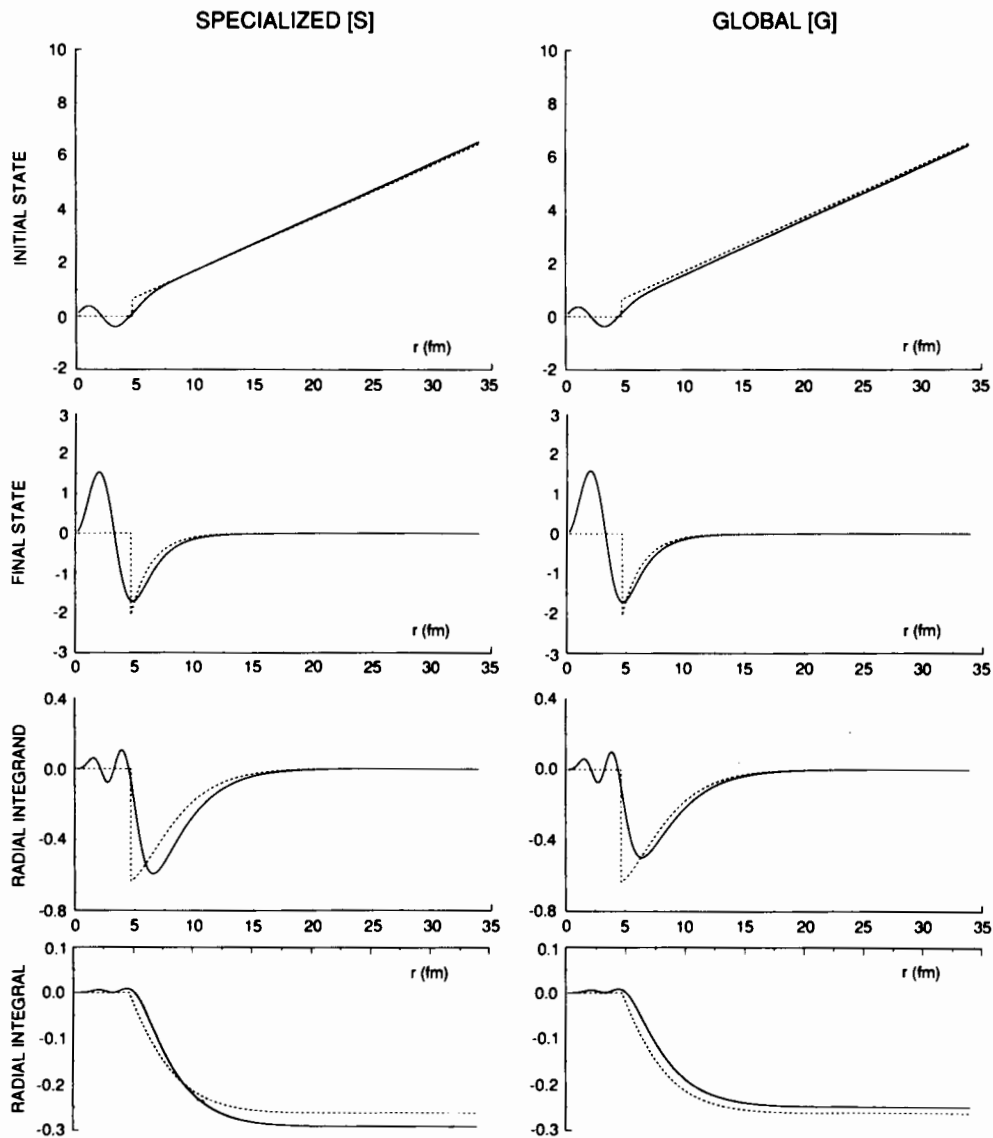 SPECIALIZED [S]
GLOBAL [G]
INITIAL STATE
10
8
6
4
2
0
-2
r (fm)
0 5 10 15 20 25 30 35
10
8
6
4
2
0
-2
r (fm)
0 5 10 15 20 25 30 35
FINAL STATE
3
2
1
0
-1
-2
-3
r (fm)
0 5 10 15 20 25 30 35
3
2
1
0
-1
-2
-3
r (fm)
0 5 10 15 20 25 30 35
RADIAL INTEGRAND
0.4
0.0
-0.4
-0.8
0 5 10 15 20 25 30 35
0.4
0.0
-0.4
-0.8
0 5 10 15 20 25 30 35
RADIAL INTEGRAL
0.1
0.0
-0.1
-0.2
-0.3
r (fm)
0.1
0.0
-0.1
-0.2
-0.3
r (fm)